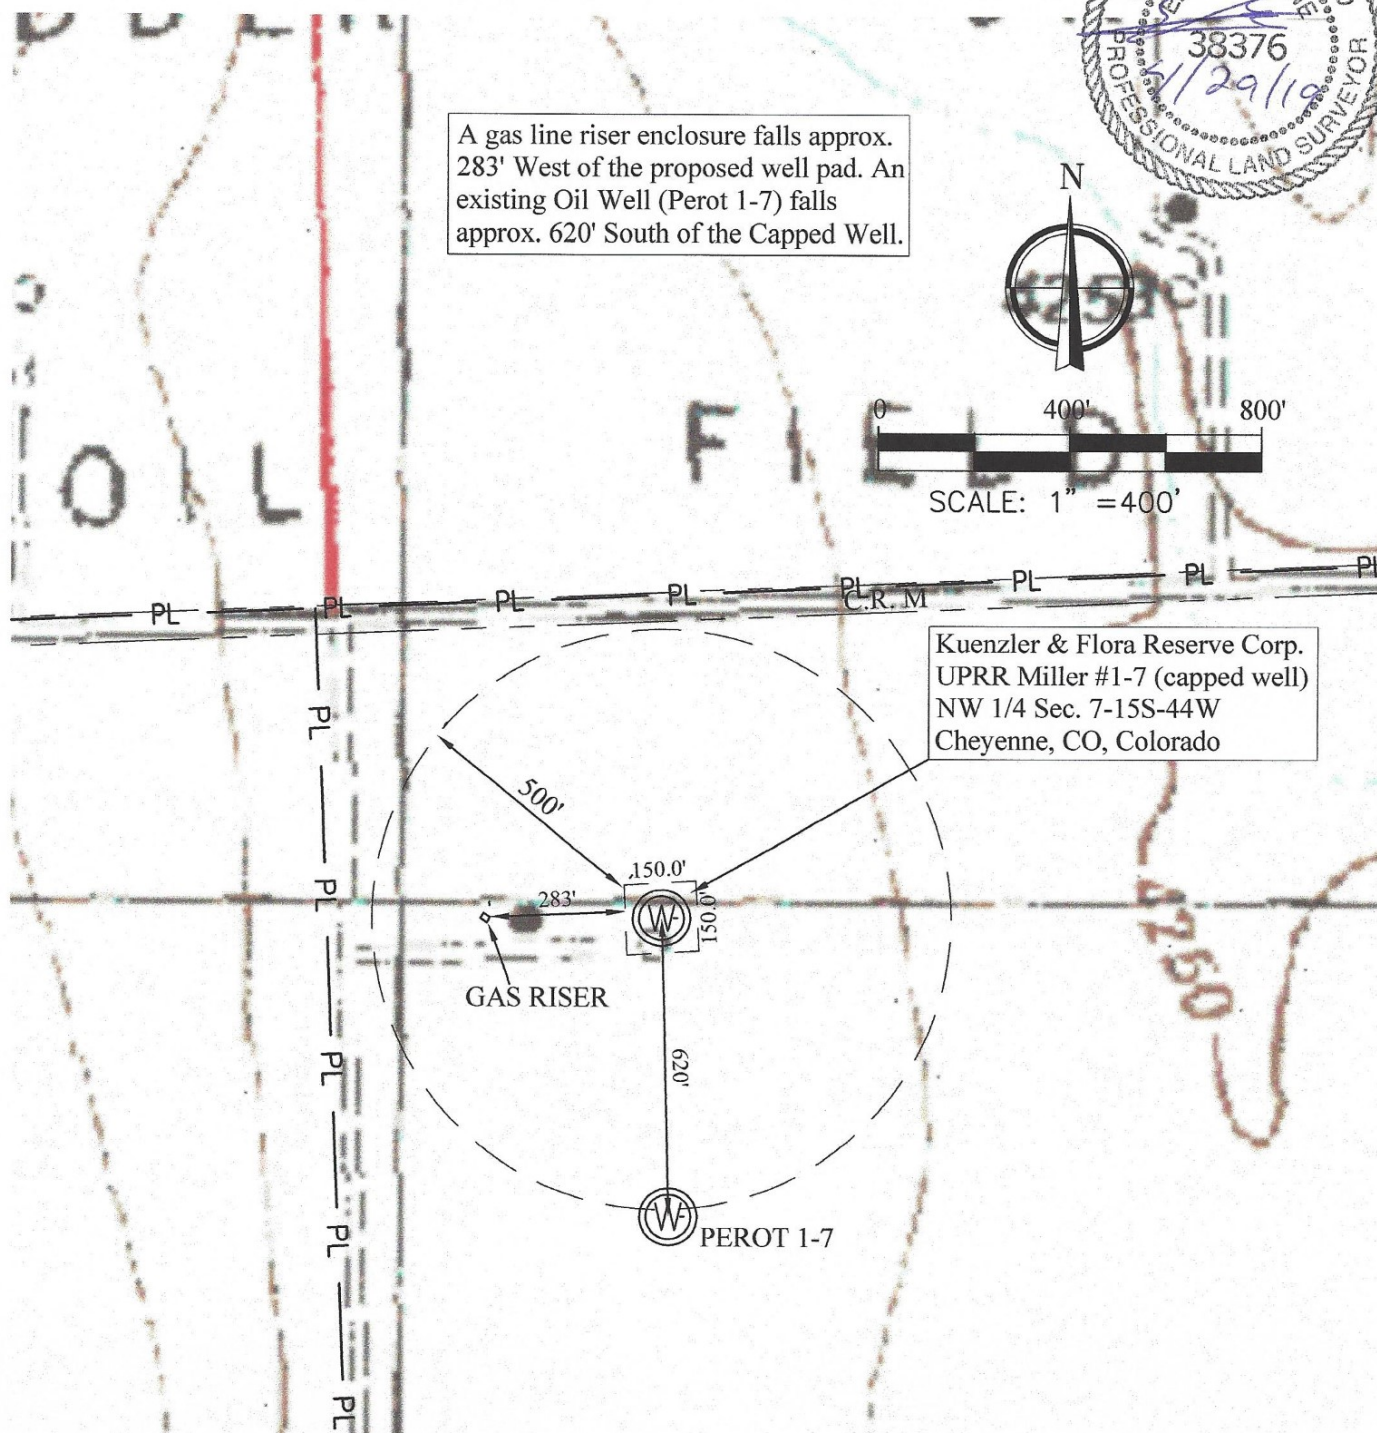 38376
4/29/19
PROFESSIONAL LAND SURVEYOR
A gas line riser enclosure falls approx.
283' West of the proposed well pad. An
existing Oil Well (Perot 1-7) falls
approx. 620' South of the Capped Well.
N
4253
0 400' 800'
OIL FIELD
SCALE: 1" =400'
PL PL PL PL PL PL PL PL
C.R. M
Kuenzler & Flora Reserve Corp.
UPRR Miller #1-7 (capped well)
NW 1/4 Sec. 7-15S-44W
Cheyenne, CO, Colorado
PL
500'
150.0'
PL
283'
W
150.0'
4250
GAS RISER
PL
620'
W
PEROT 1-7
PL
PL